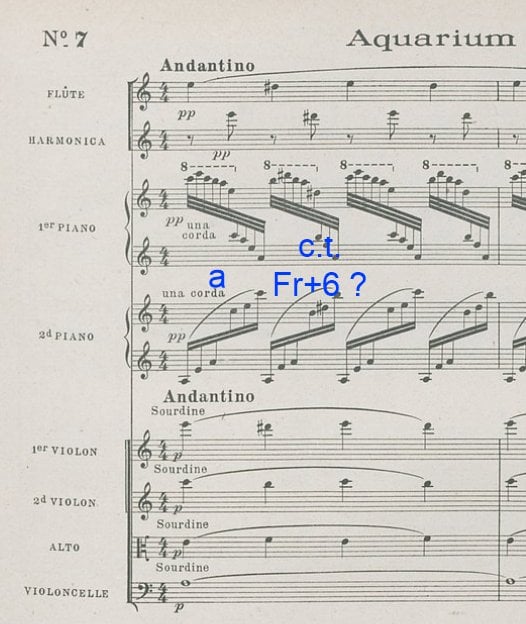 Nº 7
Aquarium
Andantino
FLÛTE
pp
HARMONICA
pp
8 8 8 8
1er PIANO
pp una
corda
c.t.
a
Fr+6 ?
una corda
2d PIANO
pp
Andantino
Sourdine
1er VIOLON
p
Sourdine
2d VIOLON
p
Sourdine
ALTO
p
Sourdine
VIOLONCELLE
p